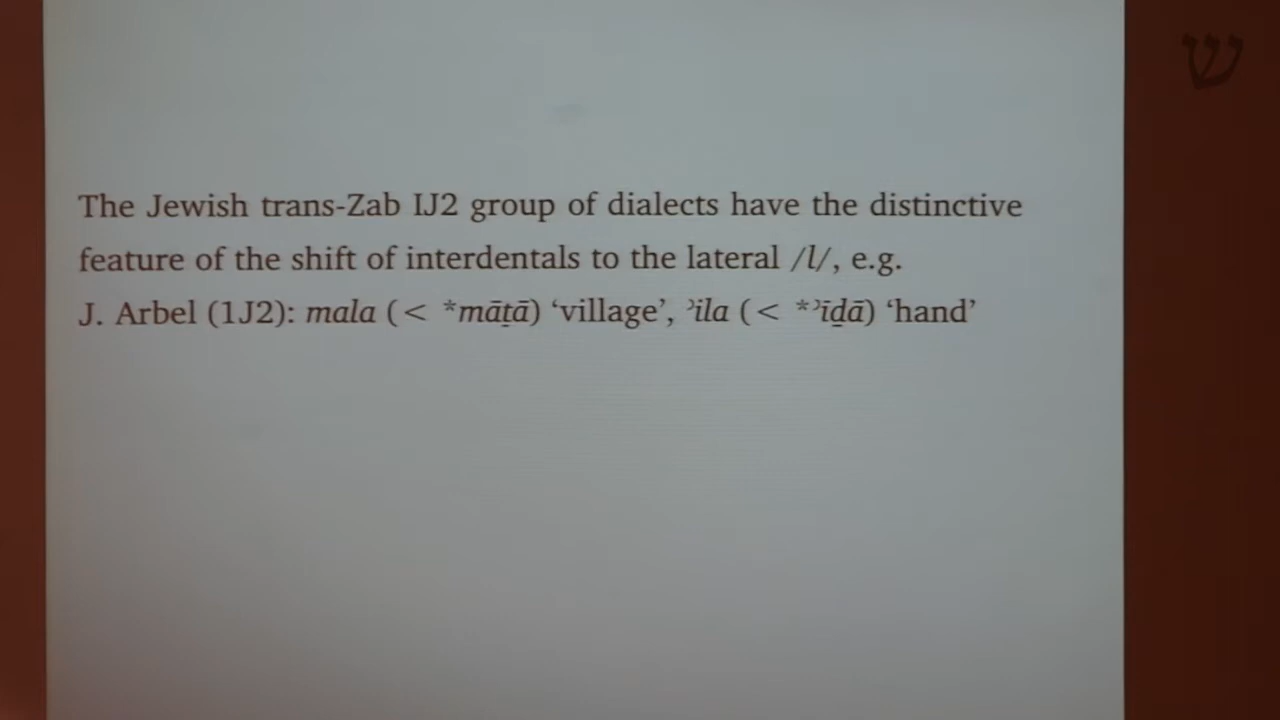 The Jewish trans-Zab IJ2 group of dialects have the distinctive
feature of the shift of interdentals to the lateral /l/, e.g.
J. Arbel (1J2): mala (< *māṯā) ‘village’, ʾila (< *ʾīḏā) ‘hand’
ש